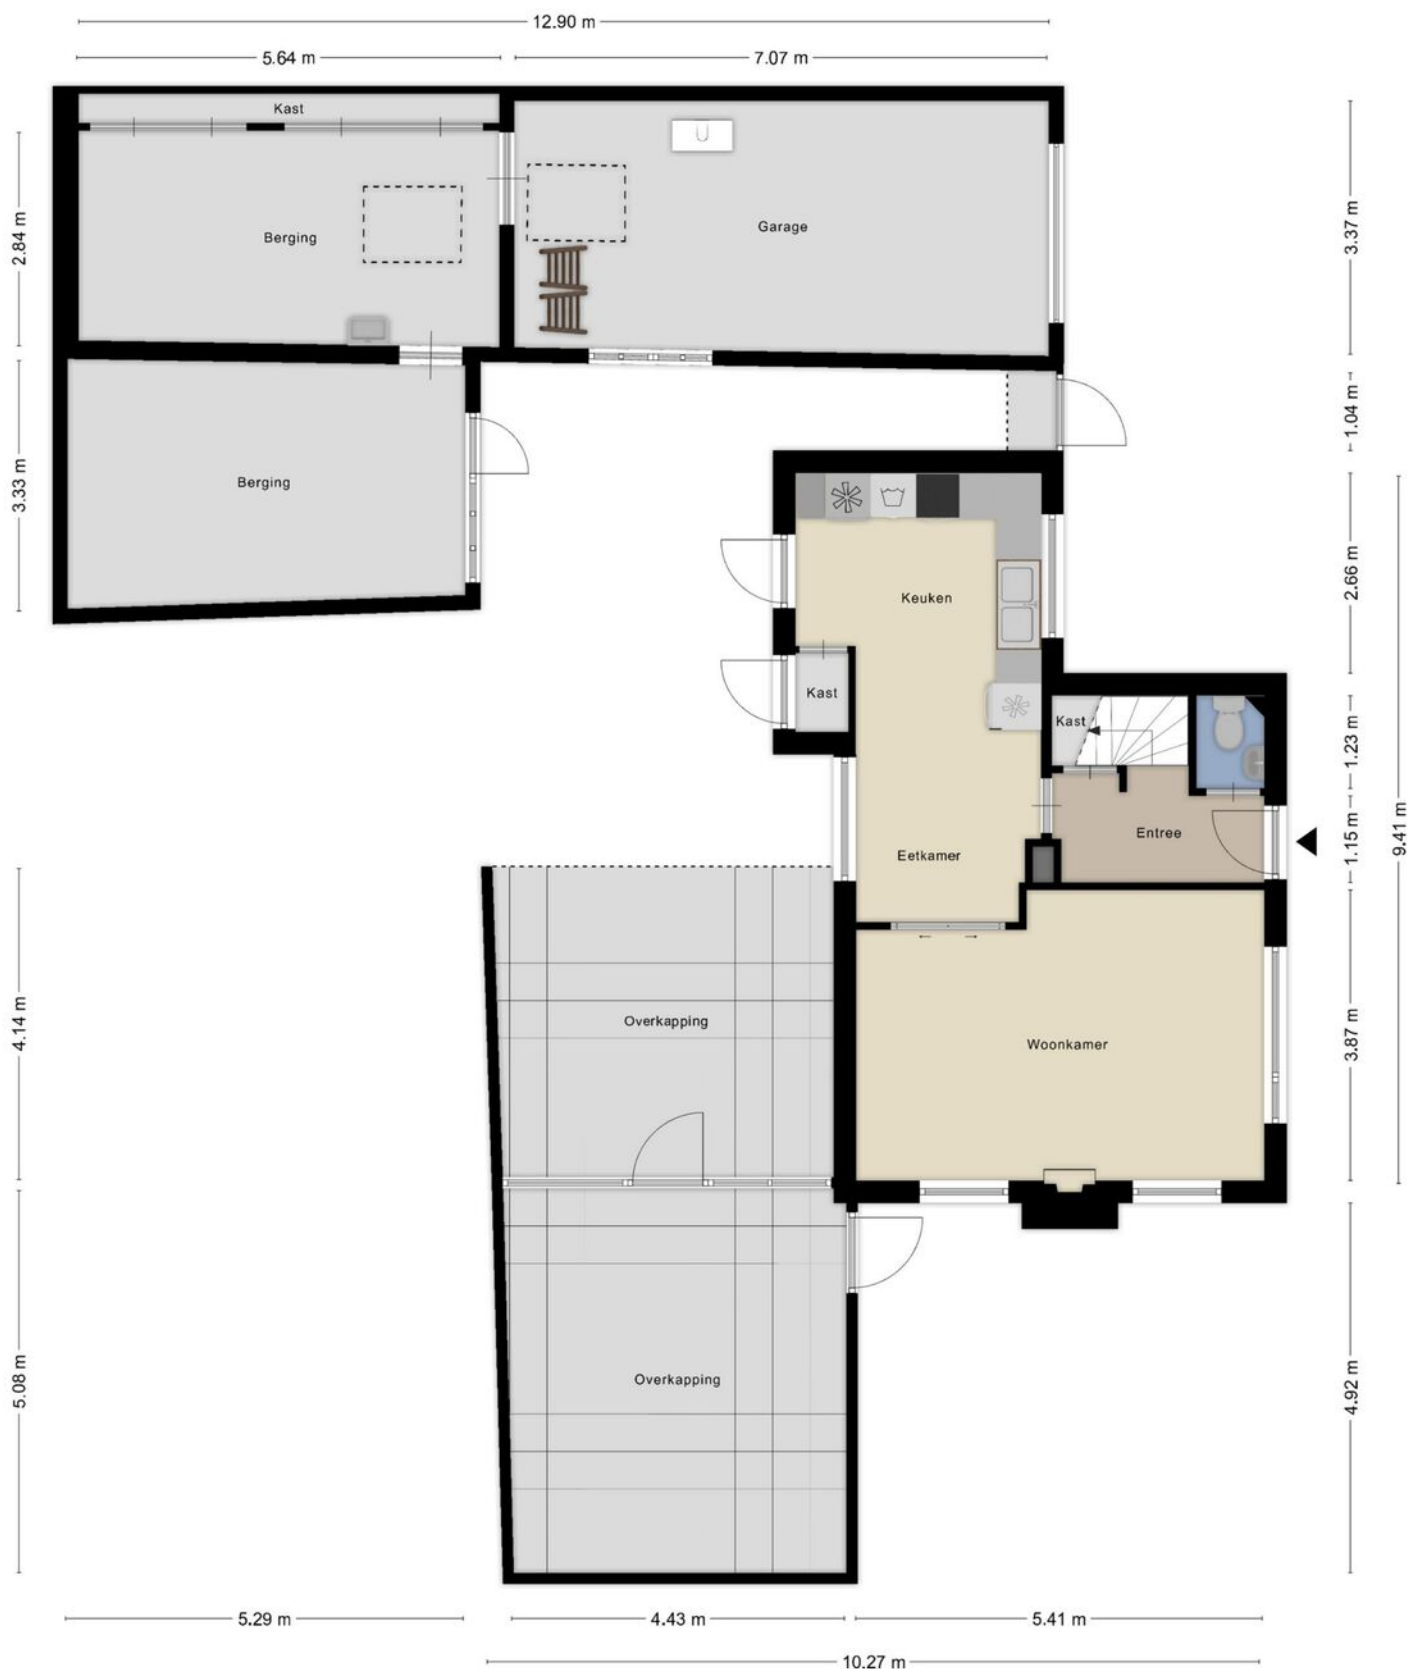 12.90 m
5.64 m
7.07 m
Kast
Berging
Garage
2.84 m
3.37 m
1.04 m
Berging
3.33 m
Keuken
2.66 m
Kast
Kast
1.23 m
Entree
1.15 m
9.41 m
Eetkamer
Overkapping
Woonkamer
4.14 m
3.87 m
Overkapping
5.08 m
4.92 m
5.29 m
4.43 m
5.41 m
10.27 m